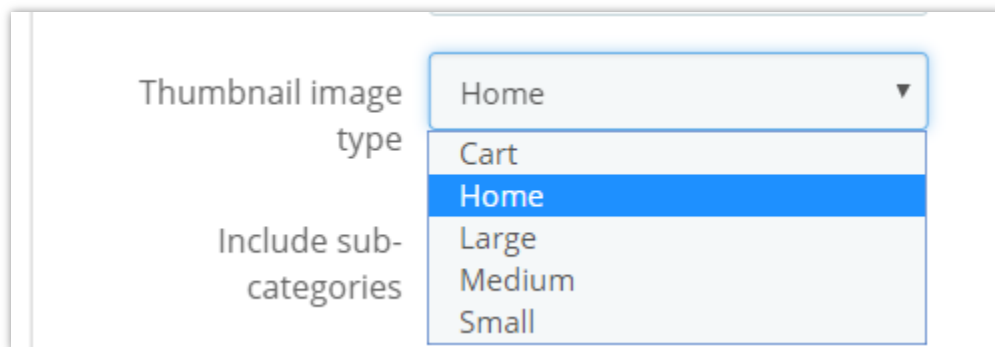 Thumbnail image
type
Home
Cart
Home
Large
Medium
Small
Include sub-
categories